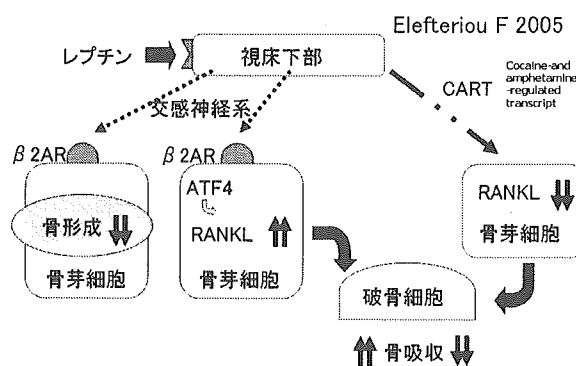 Elefteriou F 2005
レプチン
視床下部
CART
Cocaine-and
amphetamine
-regulated
transcript
交感神経系
β2AR
β2AR
骨形成
骨芽細胞
ATF4
RANKL
骨芽細胞
RANKL
骨芽細胞
破骨細胞
骨吸収